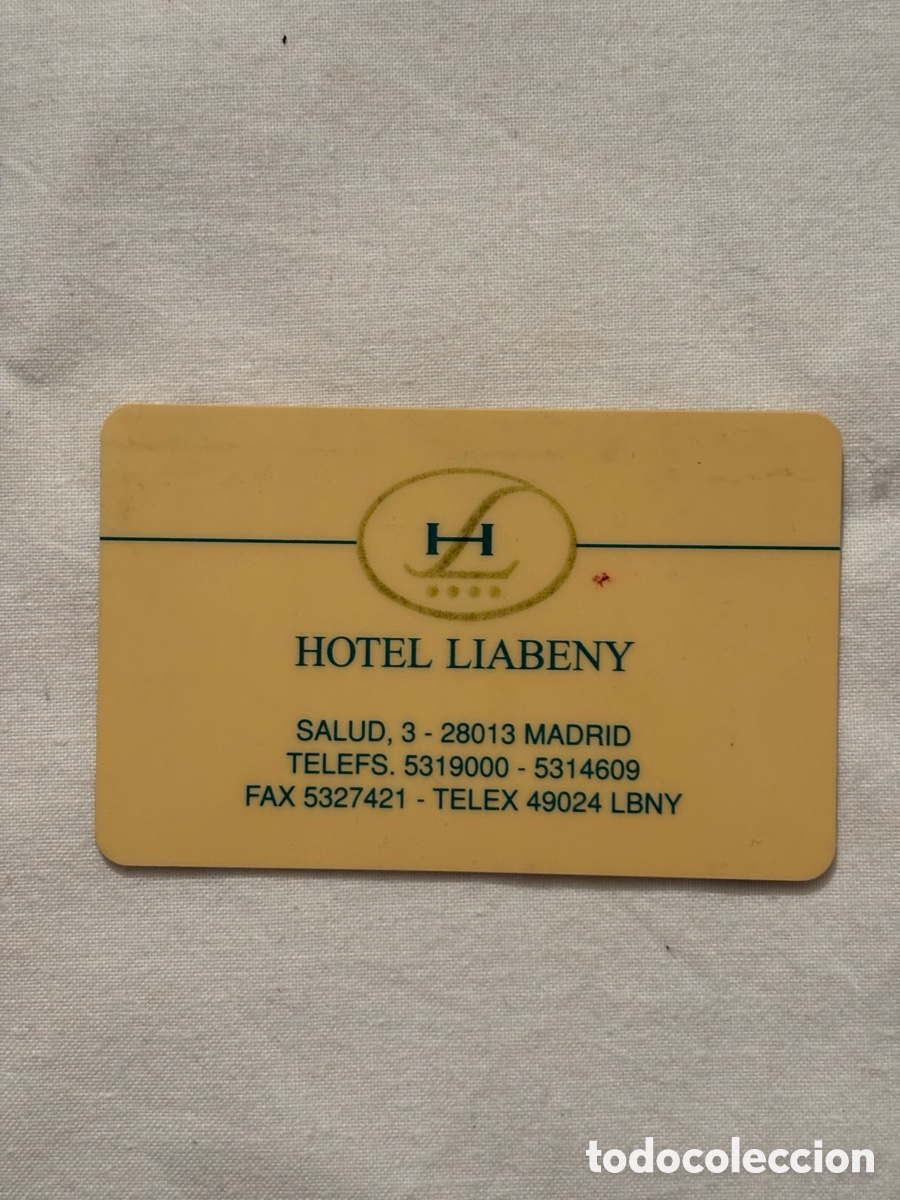 H L
HOTEL LIABENY
SALUD, 3 - 28013 MADRID
TELEFS. 5319000 - 5314609
FAX 5327421 - TELEX 49024 LBNY
todocoleccion